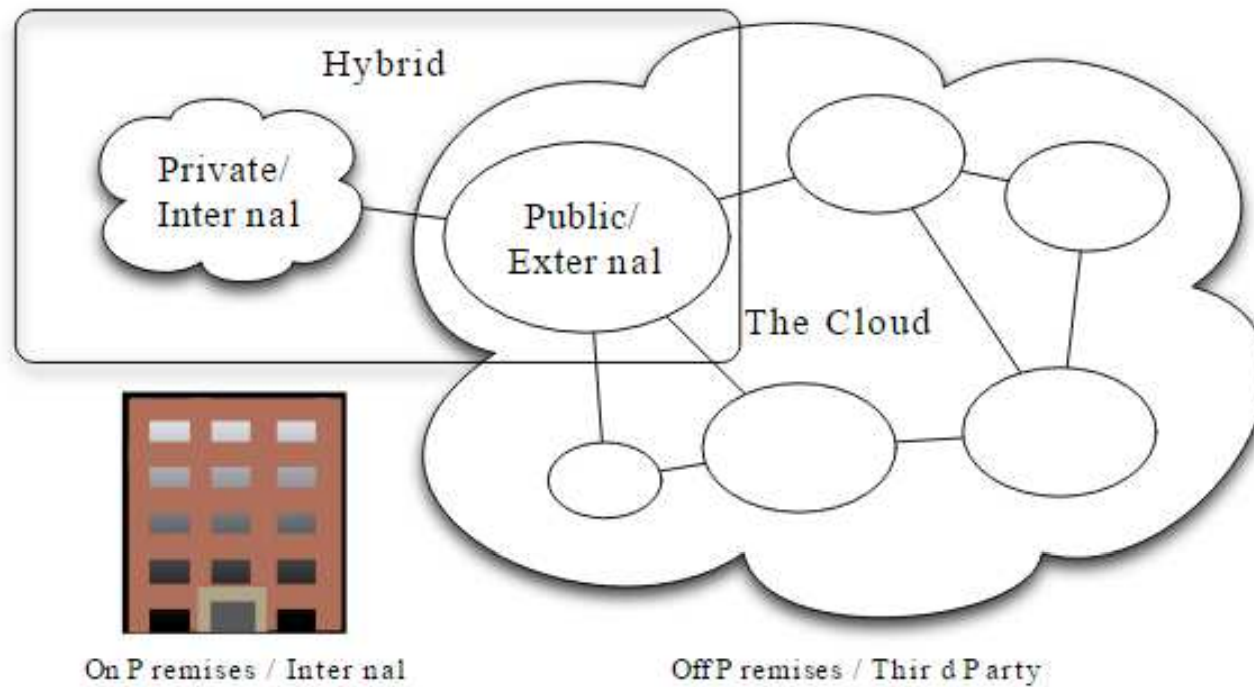 Hybrid
Private/
Internal
Public/
External
The Cloud
On Premises / Internal
Off Premises / Third Party